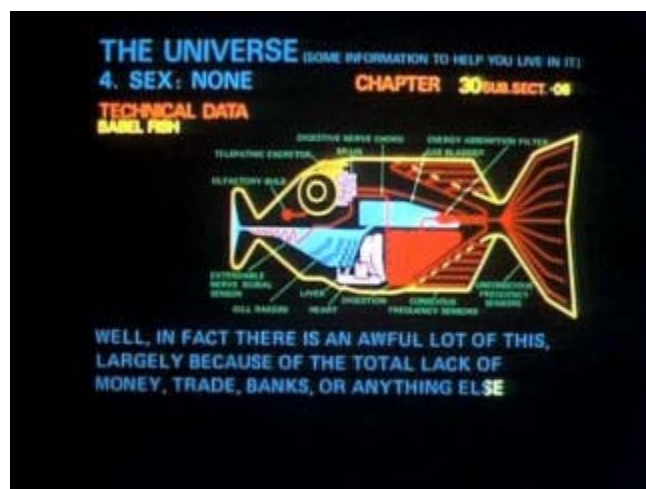 THE UNIVERSE (SOME INFORMATION TO HELP YOU LIVE IN IT)
4. SEX: NONE CHAPTER 30 SUB.SECT.-08
TECHNICAL DATA
BABEL FISH
DIGESTIVE NERVE CHORD ENERGY ABSORPTION FILTER
TELEPATHIC EXCRETOR BRAIN GAS BLADDER
OLFACTORY BULB
EXTENDABLE
NERVE SIGNAL
SENSOR
GILL RAKERS
LIVER
HEART
DIGESTION
CONSCIOUS
FREQUENCY SENSORS
UNCONSCIOUS
FREQUENCY
SENSORS
WELL, IN FACT THERE IS AN AWFUL LOT OF THIS,
LARGELY BECAUSE OF THE TOTAL LACK OF
MONEY, TRADE, BANKS, OR ANYTHING ELSE